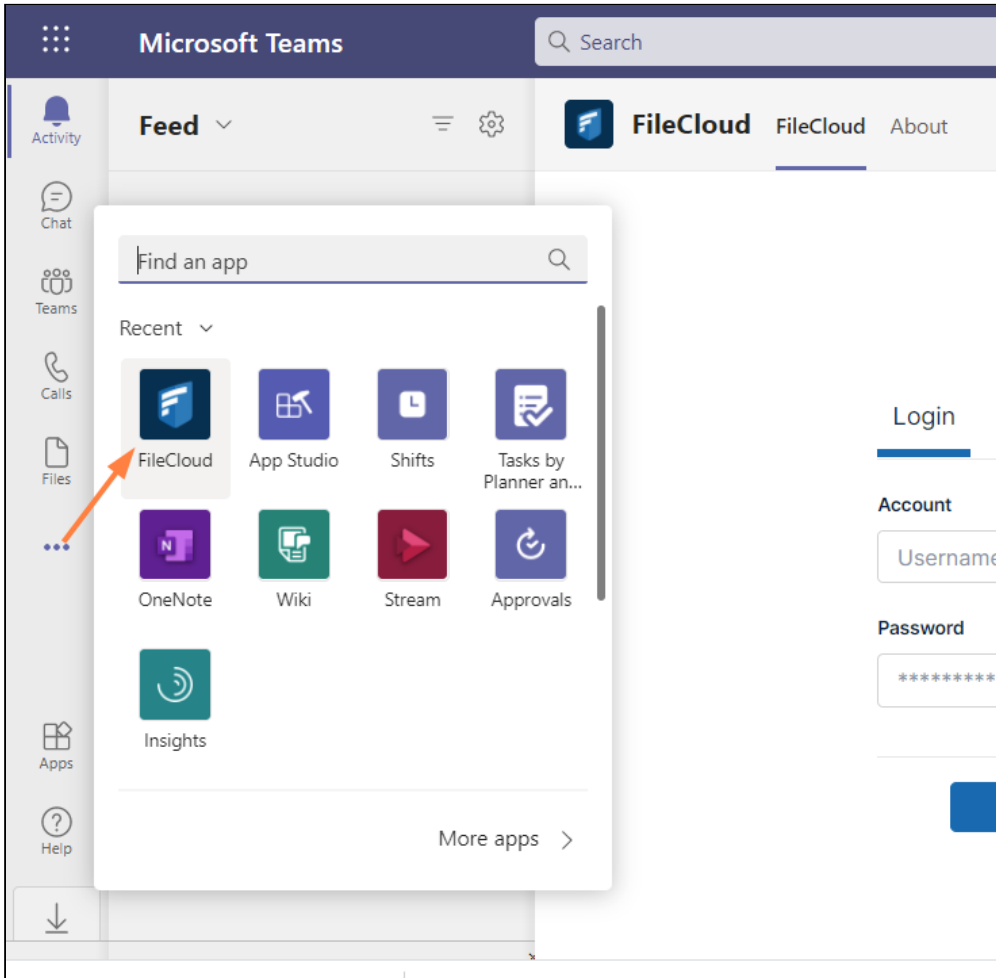 Microsoft Teams
Search
Activity
Chat
Teams
Calls
Files
Apps
Help
Feed
FileCloud FileCloud About
Find an app
Recent
FileCloud App Studio Shifts Tasks by
Planner an...
OneNote Wiki Stream Approvals
Insights
More apps
Login
Account
Username
Password
**********